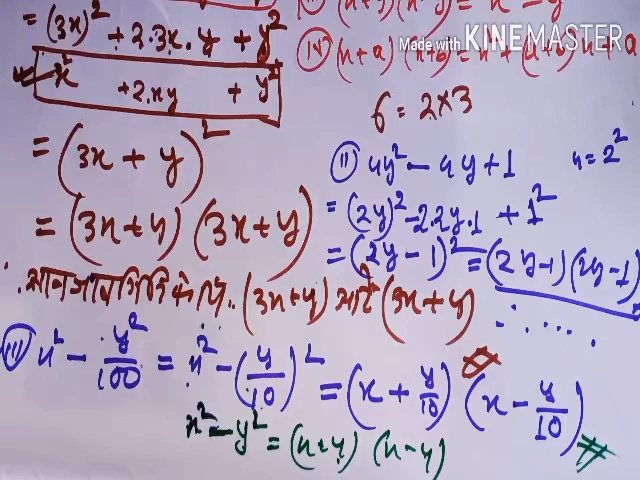 = (3x)² + 2.3x.y + y²
x² + 2.xy + y²
= (3x + y)²
= (3x + y) (3x + y)
(3x+y) (3x+y)
(x+a) (x+b) = x² + (a+b) x + a
Made with KINEMASTER
6 = 2×3
(ii) 4y² - 4y + 1 4 = 2²
= (2y)² - 2.2y.1 + 1²
= (2y - 1)² = (2y-1) (2y-1)
(iii) x² - y²/100 = x² - (y/10)² = (x + y/10) (x - y/10)
x² - y² = (x+y) (x-y)